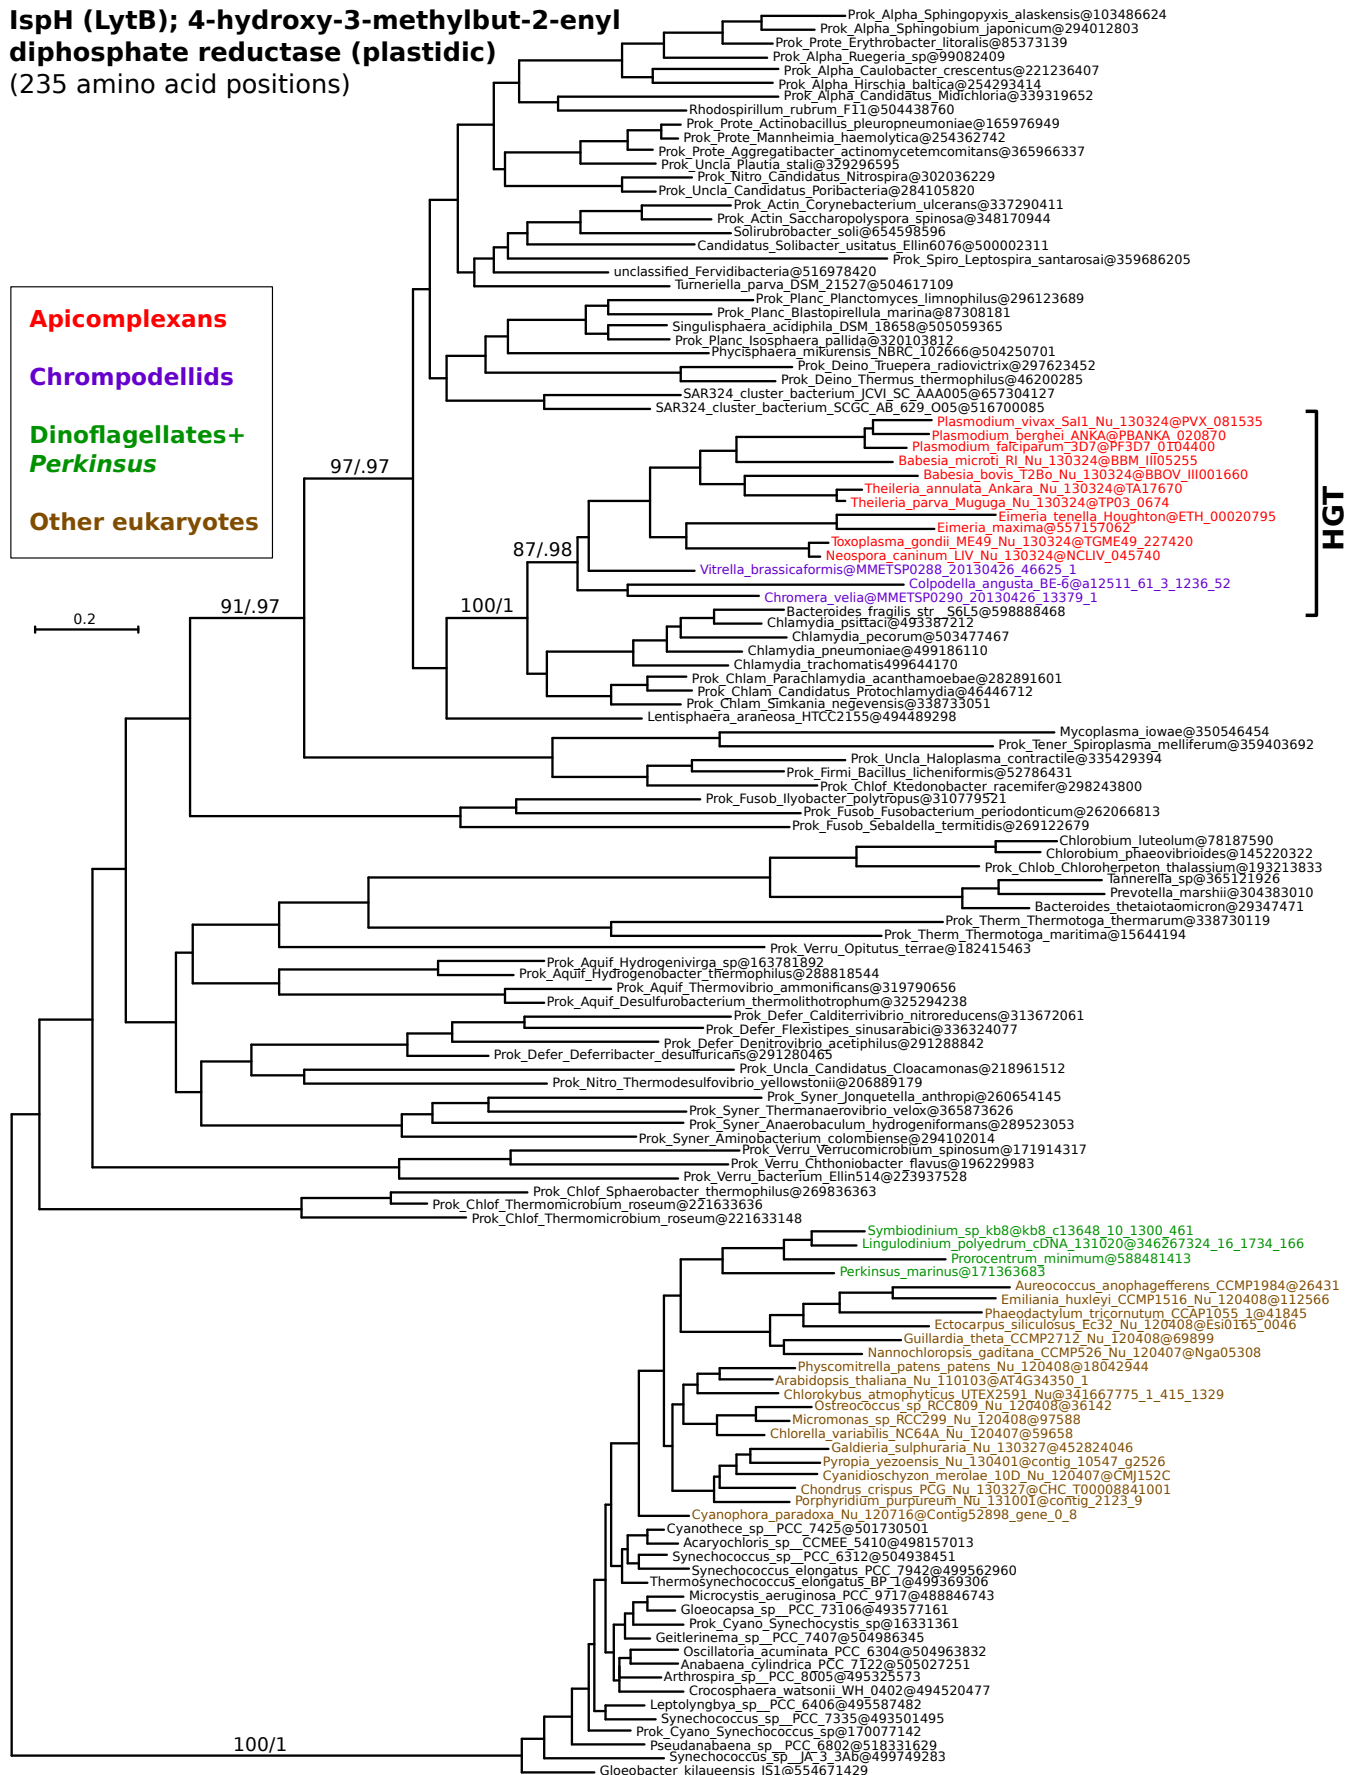 IspH (LytB); 4-hydroxy-3-methylbut-2-enyl
diphosphate reductase (plastidic)
(235 amino acid positions)
Apicomplexans
Chrompodellids
Dinoflagellates+
Perkinsus
Other eukaryotes
0.2
97/.97
91/.97
87/.98
100/1
100/1
HGT
Prok_Alpha_Sphingopyxis_alaskensis@103486624
Prok_Alpha_Sphingobium_japonicum@294012803
Prok_Prote_Erythrobacter_litoralis@85373139
Prok_Alpha_Ruegeria_sp@99082409
Prok_Alpha_Caulobacter_crescentus@221236407
Prok_Alpha_Hirschia_baltica@254293414
Prok_Alpha_Candidatus_Midichloria@339319652
Rhodospirillum_rubrum_F11@504438760
Prok_Prote_Actinobacillus_pleuropneumoniae@165976949
Prok_Prote_Mannheimia_haemolytica@254362742
Prok_Prote_Aggregatibacter_actinomycetemcomitans@365966337
Prok_Uncla_Plautia_stali@329296595
Prok_Nitro_Candidatus_Nitrospira@302036229
Prok_Uncla_Candidatus_Poribacteria@284105820
Prok_Actin_Corynebacterium_ulcerans@337290411
Prok_Actin_Saccharopolyspora_spinosa@348170944
Solirubrobacter_soli@654598596
Candidatus_Solibacter_usitatus_Ellin6076@500002311
Prok_Spiro_Leptospira_santarosai@359686205
unclassified_Fervidibacteria@516978420
Turneriella_parva_DSM_21527@504617109
Prok_Planc_Planctomyces_limnophilus@296123689
Prok_Planc_Blastopirellula_marina@87308181
Singulisphaera_acidiphila_DSM_18658@505059365
Prok_Planc_Isosphaera_pallida@320103812
Phycisphaera_mikurensis_NBRC_102666@504250701
Prok_Deino_Truepera_radiovictrix@297623452
Prok_Deino_Thermus_thermophilus@46200285
SAR324_cluster_bacterium_JCVI_SC_AAA005@657304127
SAR324_cluster_bacterium_SCGC_AB_629_O05@516700085
Plasmodium_vivax_SaI1_Nu_130324@PVX_081535
Plasmodium_berghei_ANKA@PBANKA_020870
Plasmodium_falciparum_3D7@PF3D7_0104400
Babesia_microti_RI_Nu_130324@BBM_III05255
Babesia_bovis_T2Bo_Nu_130324@BBOV_III001660
Theileria_annulata_Ankara_Nu_130324@TA17670
Theileria_parva_Muguga_Nu_130324@TP03_0674
Eimeria_tenella_Houghton@ETH_00020795
Eimeria_maxima@557157062
Toxoplasma_gondii_ME49_Nu_130324@TGME49_227420
Neospora_caninum_LIV_Nu_130324@NCLIV_045740
Vitrella_brassicaformis@MMETSP0288_20130426_46625_1
Colpodella_angusta_BE-6@a12511_61_3_1236_52
Chromera_velia@MMETSP0290_20130426_13379_1
Bacteroides_fragilis_str__S6L5@598888468
Chlamydia_psittaci@493387212
Chlamydia_pecorum@503477467
Chlamydia_pneumoniae@499186110
Chlamydia_trachomatis499644170
Prok_Chlam_Parachlamydia_acanthamoebae@282891601
Prok_Chlam_Candidatus_Protochlamydia@46446712
Prok_Chlam_Simkania_negevensis@338733051
Lentisphaera_araneosa_HTCC2155@494489298
Mycoplasma_iowae@350546454
Prok_Tener_Spiroplasma_melliferum@359403692
Prok_Uncla_Haloplasma_contractile@335429394
Prok_Firmi_Bacillus_licheniformis@52786431
Prok_Chlof_Ktedonobacter_racemifer@298243800
Prok_Fusob_Ilyobacter_polytropus@310779521
Prok_Fusob_Fusobacterium_periodonticum@262066813
Prok_Fusob_Sebaldella_termitidis@269122679
Chlorobium_luteolum@78187590
Chlorobium_phaeovibrioides@145220322
Prok_Chlob_Chloroherpeton_thalassium@193213833
Tannerella_sp@365121926
Prevotella_marshii@304383010
Bacteroides_thetaiotaomicron@29347471
Prok_Therm_Thermotoga_thermarum@338730119
Prok_Therm_Thermotoga_maritima@15644194
Prok_Verru_Opitutus_terrae@182415463
Prok_Aquif_Hydrogenivirga_sp@163781892
Prok_Aquif_Hydrogenobacter_thermophilus@288818544
Prok_Aquif_Thermovibrio_ammonificans@319790656
Prok_Aquif_Desulfurobacterium_thermolithotrophum@325294238
Prok_Defer_Calditerrivibrio_nitroreducens@313672061
Prok_Defer_Flexistipes_sinusarabici@336324077
Prok_Defer_Denitrovibrio_acetiphilus@291288842
Prok_Defer_Deferribacter_desulfuricans@291280465
Prok_Uncla_Candidatus_Cloacamonas@218961512
Prok_Nitro_Thermodesulfovibrio_yellowstonii@206889179
Prok_Syner_Jonquetella_anthropi@260654145
Prok_Syner_Thermanaerovibrio_velox@365873626
Prok_Syner_Anaerobaculum_hydrogeniformans@289523053
Prok_Syner_Aminobacterium_colombiense@294102014
Prok_Verru_Verrucomicrobium_spinosum@171914317
Prok_Verru_Chthoniobacter_flavus@196229983
Prok_Verru_bacterium_Ellin514@223937528
Prok_Chlof_Sphaerobacter_thermophilus@269836363
Prok_Chlof_Thermomicrobium_roseum@221633636
Prok_Chlof_Thermomicrobium_roseum@221633148
Symbiodinium_sp_kb8@kb8_c13648_10_1300_461
Lingulodinium_polyedrum_cDNA_131020@346267324_16_1734_166
Prorocentrum_minimum@588481413
Perkinsus_marinus@171363683
Aureococcus_anophagefferens_CCMP1984@26431
Emiliania_huxleyi_CCMP1516_Nu_120408@112566
Phaeodactylum_tricornutum_CCAP1055_1@41845
Ectocarpus_siliculosus_Ec32_Nu_120408@Esi0165_0046
Guillardia_theta_CCMP2712_Nu_120408@69899
Nannochloropsis_gaditana_CCMP526_Nu_120407@Nga05308
Physcomitrella_patens_patens_Nu_120408@18042944
Arabidopsis_thaliana_Nu_110103@AT4G34350_1
Chlorokybus_atmophyticus_UTEX2591_Nu@341667775_1_415_1329
Ostreococcus_sp_RCC809_Nu_120408@36142
Micromonas_sp_RCC299_Nu_120408@97588
Chlorella_variabilis_NC64A_Nu_120407@59658
Galdieria_sulphuraria_Nu_130327@452824046
Pyropia_yezoensis_Nu_130401@contig_10547_g2526
Cyanidioschyzon_merolae_10D_Nu_120407@CMJ152C
Chondrus_crispus_PCG_Nu_130327@CHC_T00008841001
Porphyridium_purpureum_Nu_131001@contig_2123_9
Cyanophora_paradoxa_Nu_120716@Contig52898_gene_0_8
Cyanothece_sp__PCC_7425@501730501
Acaryochloris_sp__CCMEE_5410@498157013
Synechococcus_sp__PCC_6312@504938451
Synechococcus_elongatus_PCC_7942@499562960
Thermosynechococcus_elongatus_BP_1@499369306
Microcystis_aeruginosa_PCC_9717@488846743
Gloeocapsa_sp__PCC_73106@493577161
Prok_Cyano_Synechocystis_sp@16331361
Geitlerinema_sp__PCC_7407@504986345
Oscillatoria_acuminata_PCC_6304@504963832
Anabaena_cylindrica_PCC_7122@505027251
Arthrospira_sp__PCC_8005@495325573
Crocosphaera_watsonii_WH_0402@494520477
Leptolyngbya_sp__PCC_6406@495587482
Synechococcus_sp__PCC_7335@493501495
Prok_Cyano_Synechococcus_sp@170077142
Pseudanabaena_sp__PCC_6802@518331629
Synechococcus_sp__JA_3_3Ab@499749283
Gloeobacter_kilaueensis_JS1@554671429